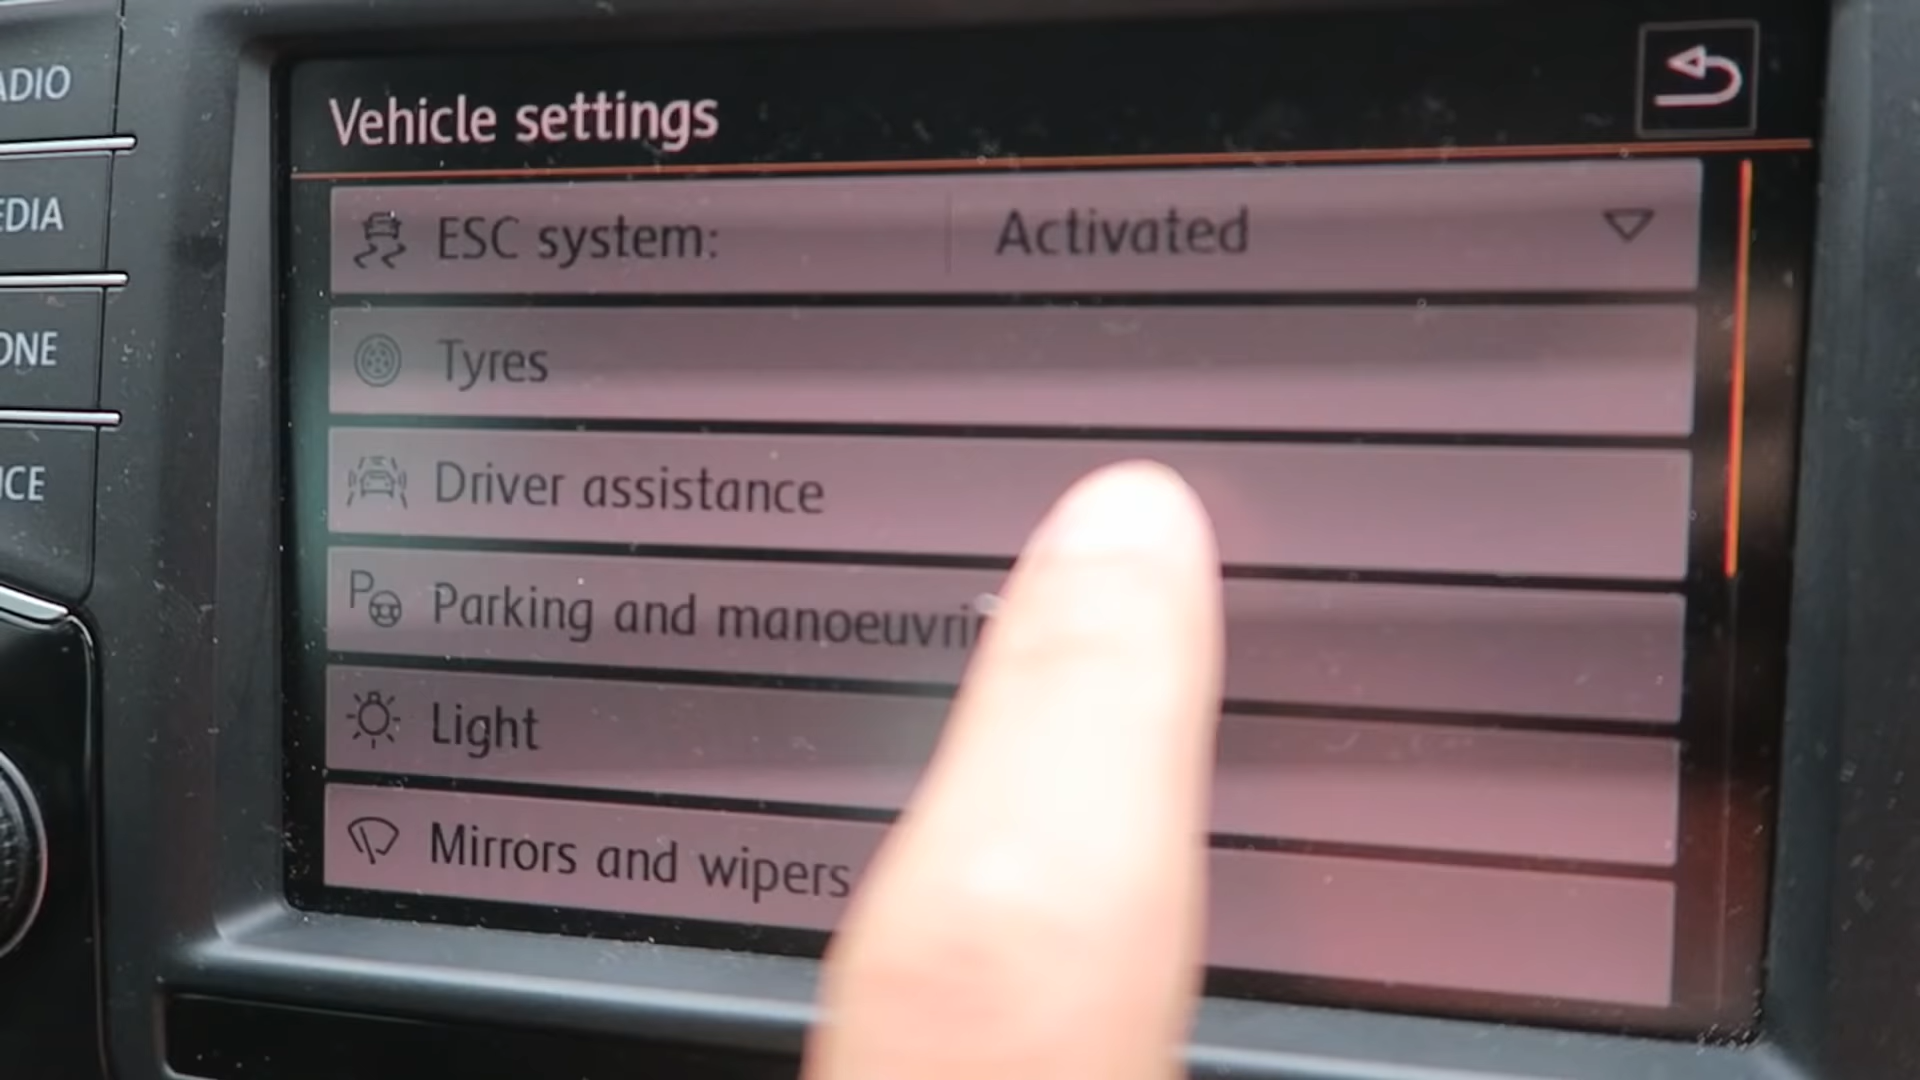 Vehicle settings
ESC system: Activated
Tyres
Driver assistance
P Parking and manoeuvri
Light
Mirrors and wipers
ADIO
EDIA
ONE
ICE